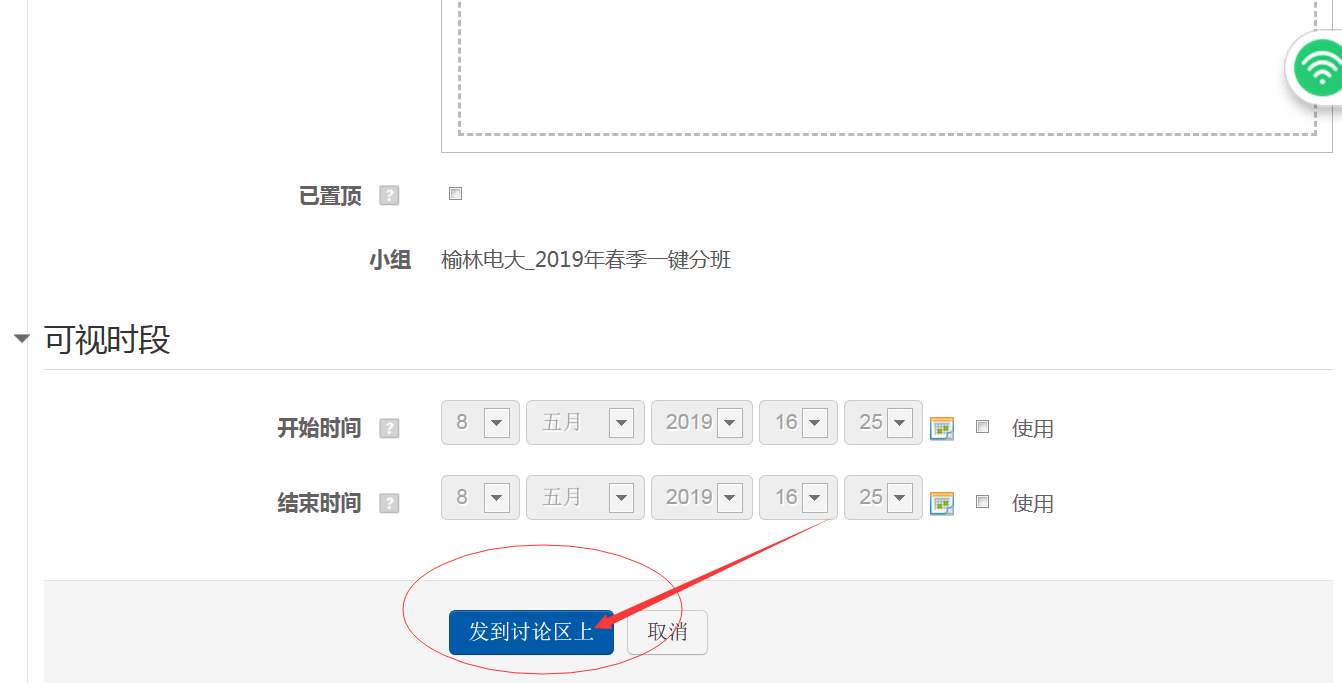 已置顶 ?
小组 榆林电大_2019年春季一键分班
可视时段
开始时间 ? 8 五月 2019 16 25 使用
结束时间 ? 8 五月 2019 16 25 使用
发到讨论区上 取消